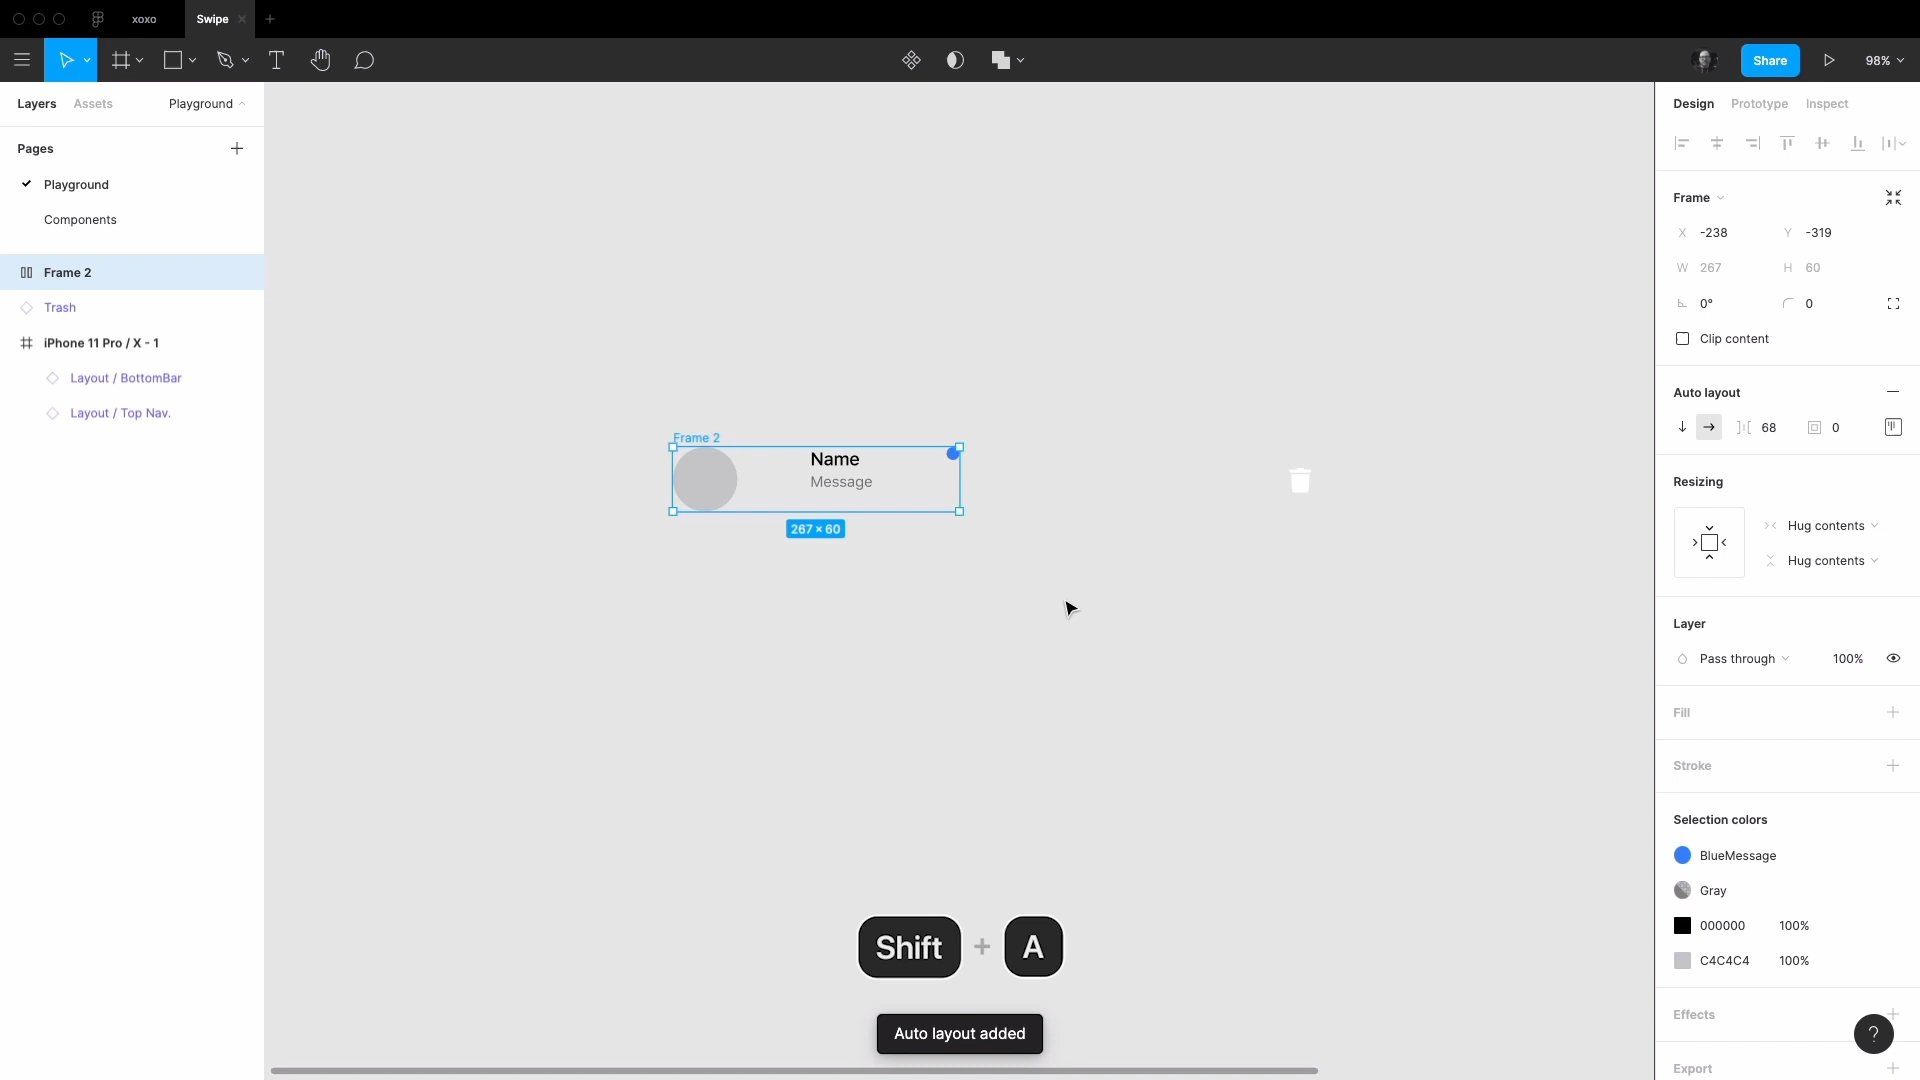 xoxo
Swipe
Share
98%
Layers
Assets
Playground
Pages
Playground
Components
Frame 2
Trash
iPhone 11 Pro / X - 1
Layout / BottomBar
Layout / Top Nav.
Frame 2
Name
Message
267 × 60
Shift + A
Auto layout added
Design
Prototype
Inspect
Frame
X -238
Y -319
W 267
H 60
0°
0
Clip content
Auto layout
68
0
Resizing
Hug contents
Hug contents
Layer
Pass through
100%
Fill
Stroke
Selection colors
BlueMessage
Gray
000000 100%
C4C4C4 100%
Effects
?
Export